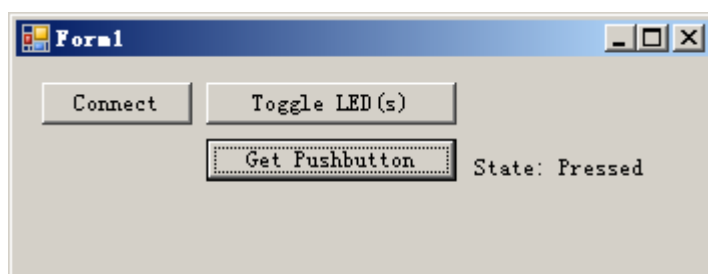 Form1
Connect
Toggle LED(s)
Get Pushbutton
State: Pressed